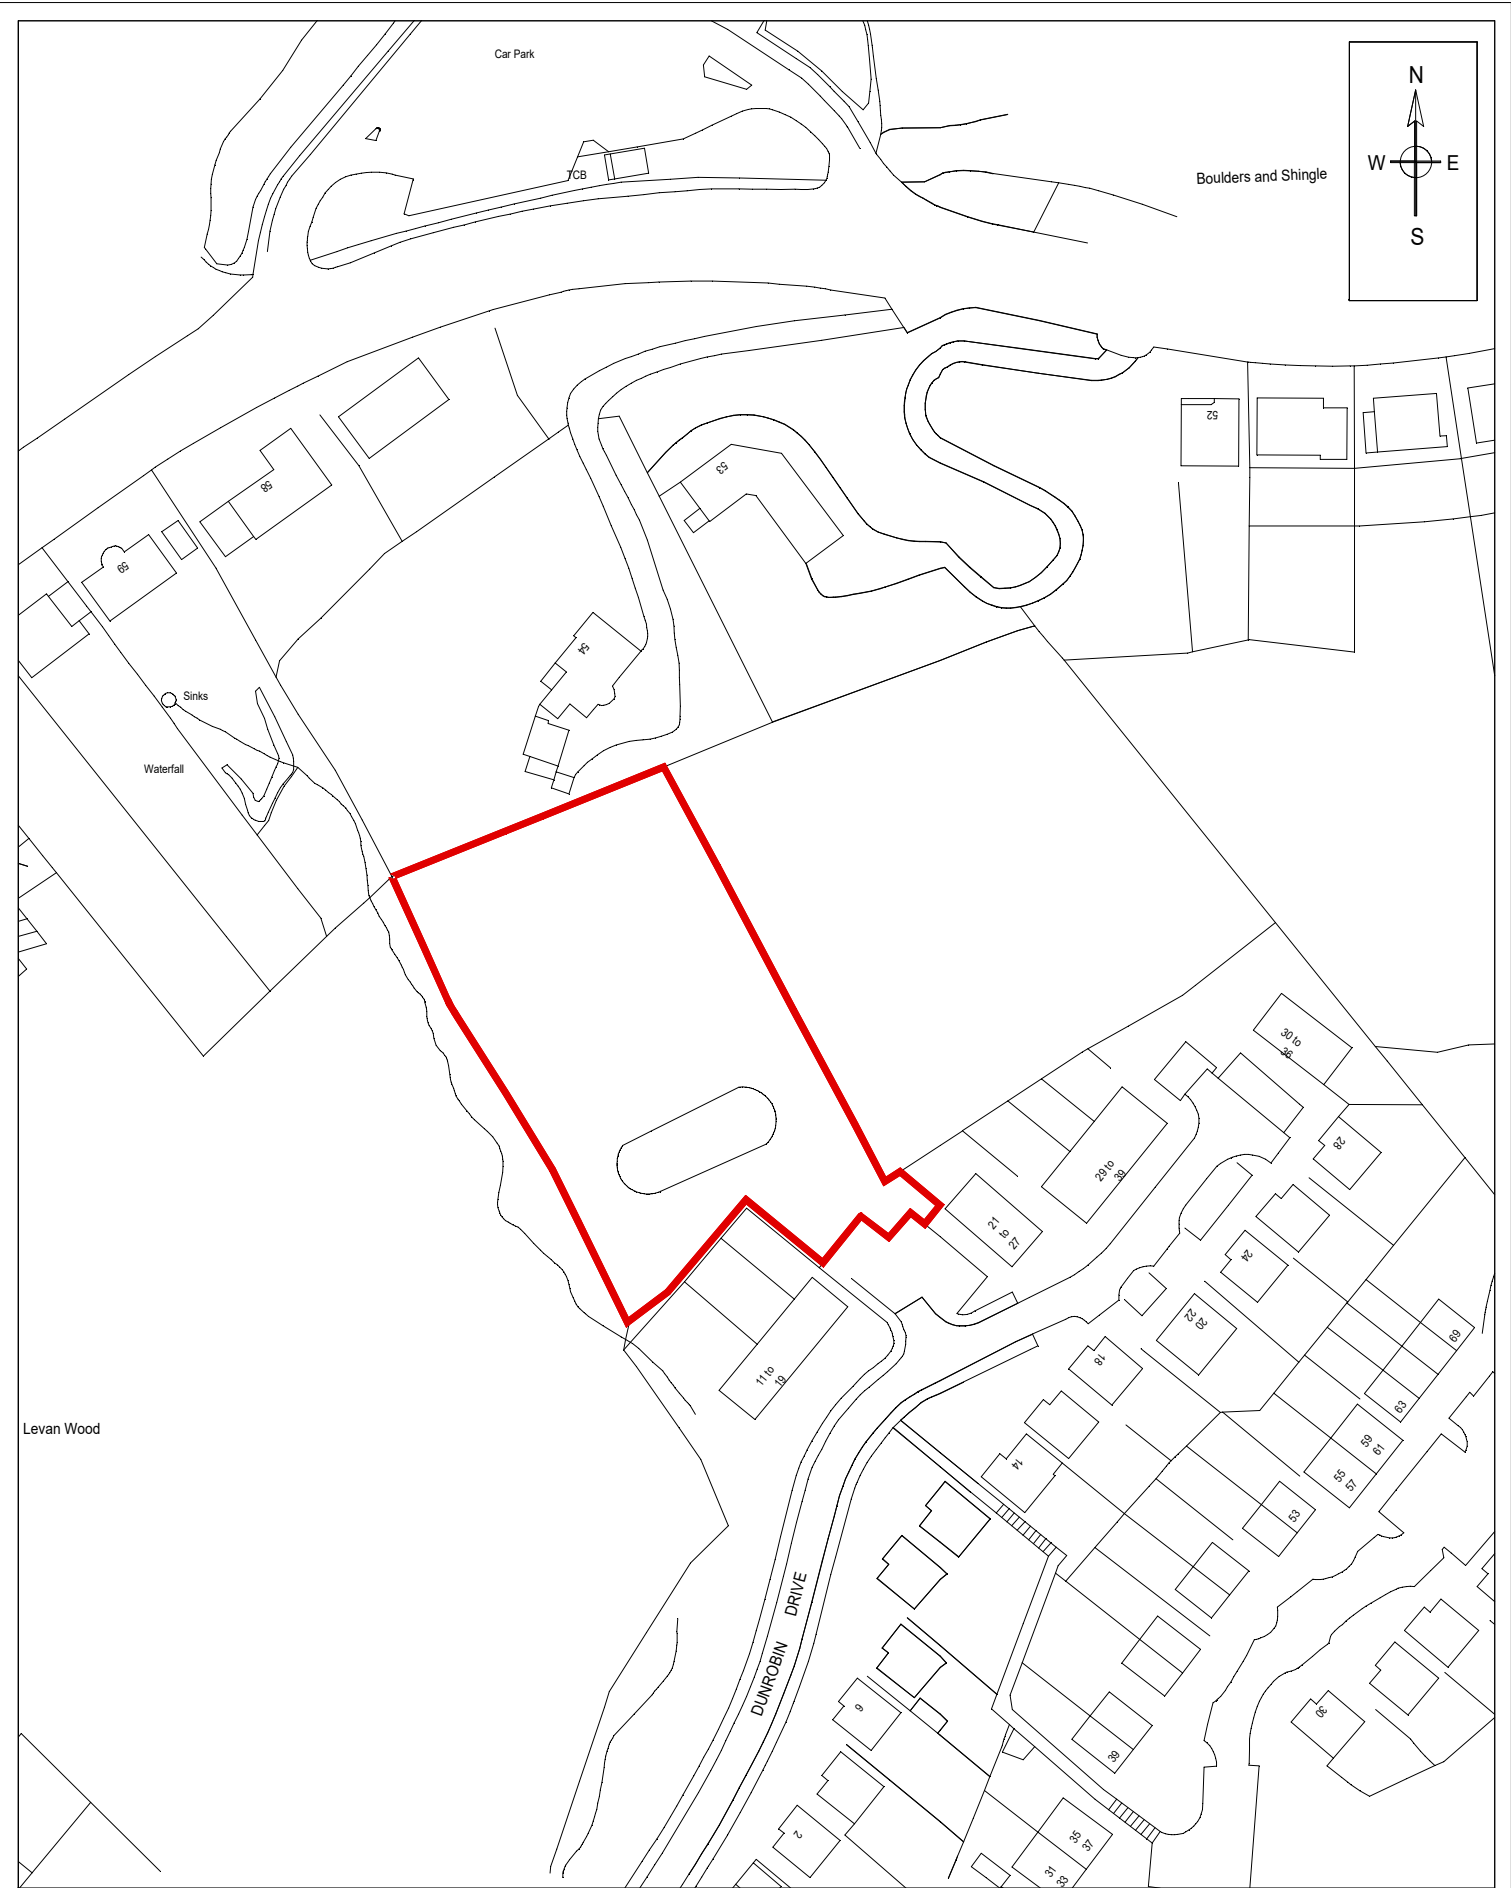 Car Park
N
W
E
S
TCB
Boulders and Shingle
52
53
58
59
54
Sinks
Waterfall
30 to
36
28
29 to
39
21
to
27
24
22
20
18
11 to
19
69
63
Levan Wood
59
61
55
57
14
53
DUNROBIN DRIVE
6
39
30
2
35
37
31
33